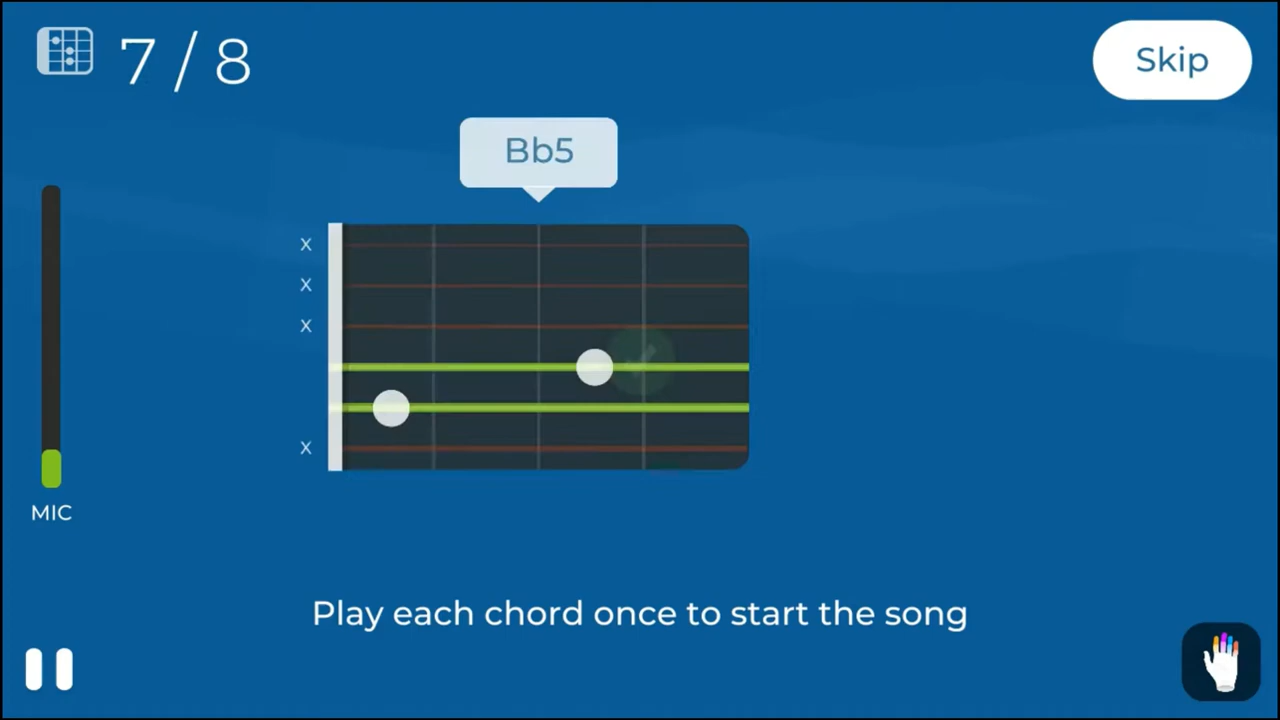 7 / 8
Skip
Bb5
x
x
x
x
MIC
Play each chord once to start the song